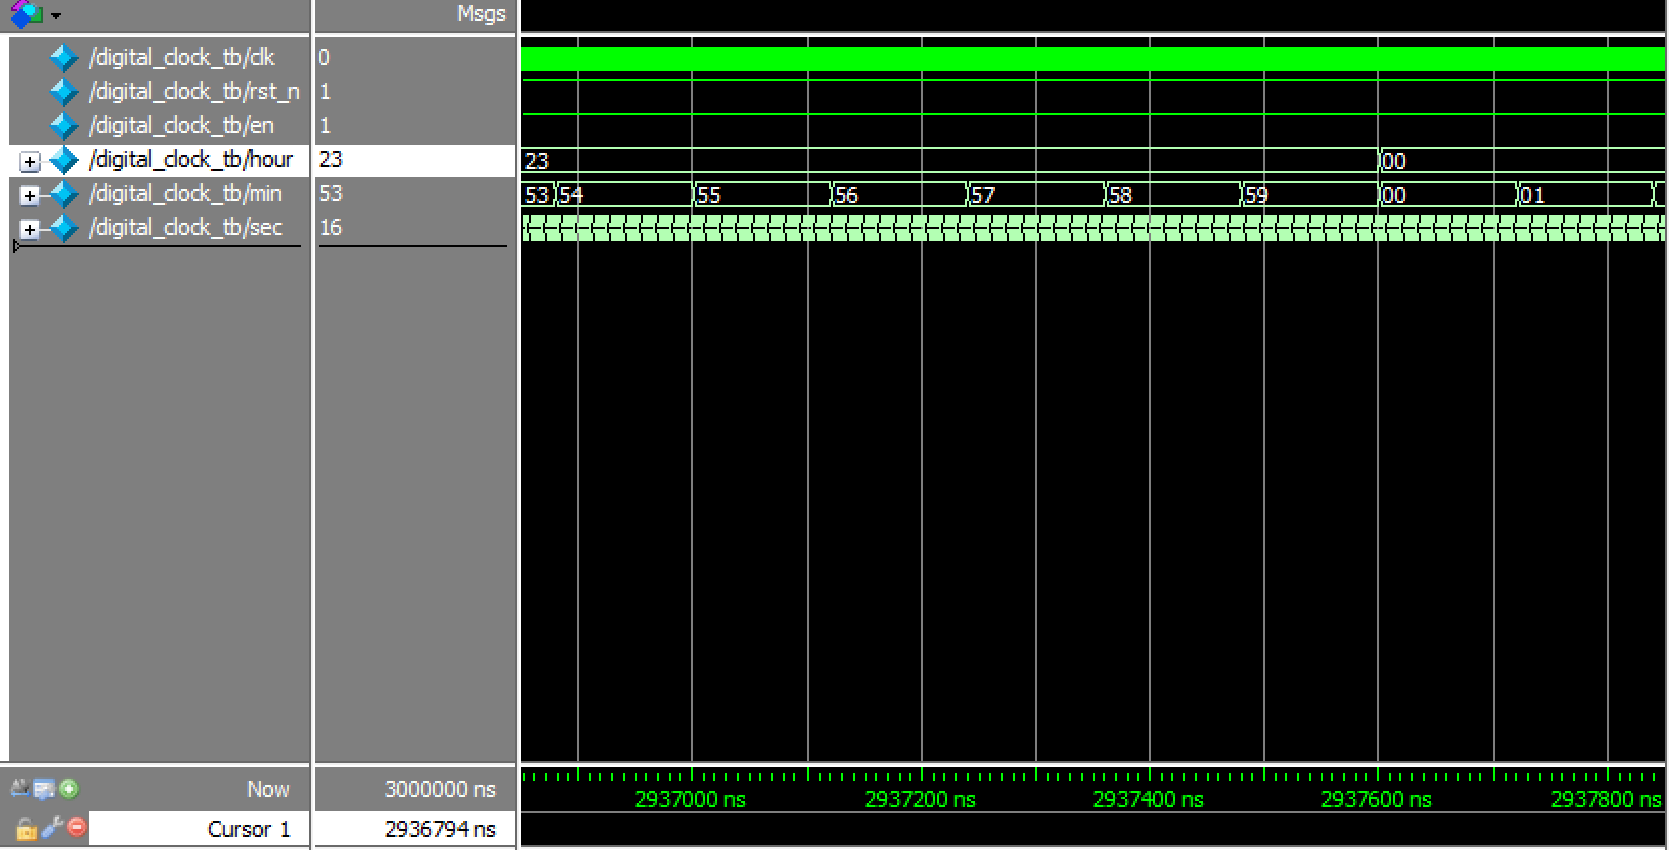 Msgs
/digital_clock_tb/clk 0
/digital_clock_tb/rst_n 1
/digital_clock_tb/en 1
/digital_clock_tb/hour 23 23 00
/digital_clock_tb/min 53 53 54 55 56 57 58 59 00 01
/digital_clock_tb/sec 16
Now 3000000 ns 2937000 ns 2937200 ns 2937400 ns 2937600 ns 2937800 ns
Cursor 1 2936794 ns